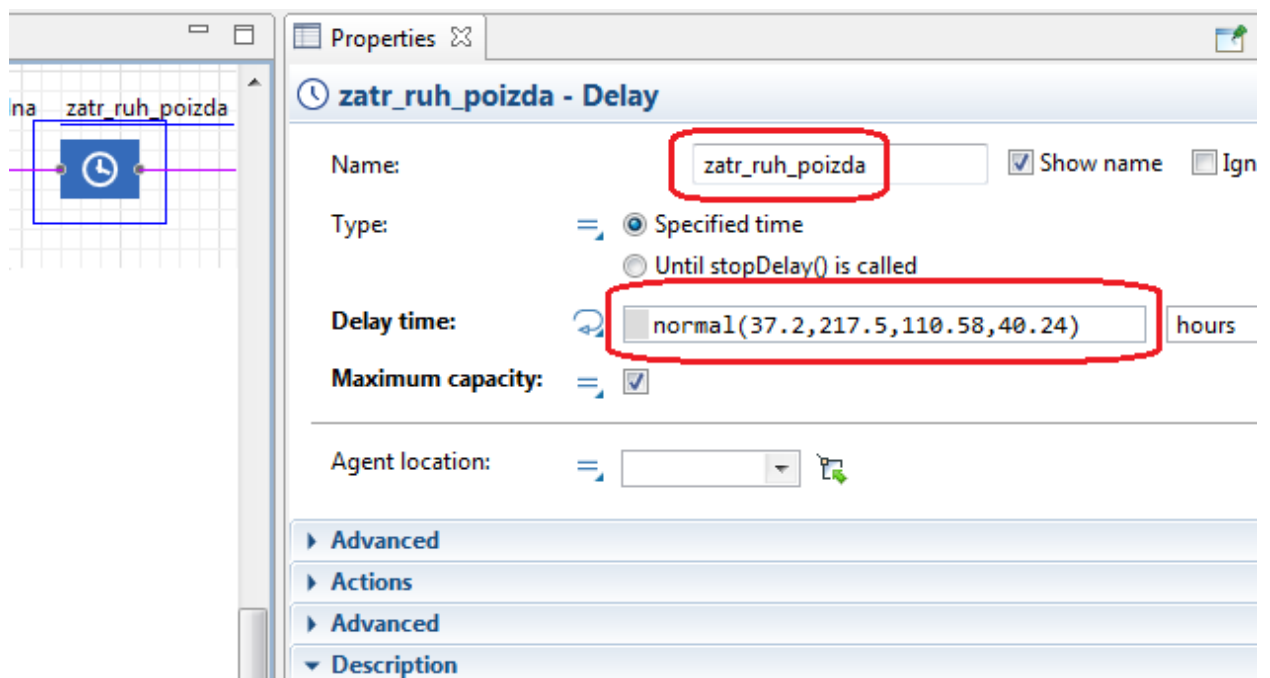 Properties
zatr_ruh_poizda - Delay
na zatr_ruh_poizda
Name: zatr_ruh_poizda Show name Ign
Type: Specified time
Until stopDelay() is called
Delay time: normal(37.2,217.5,110.58,40.24) hours
Maximum capacity:
Agent location:
Advanced
Actions
Advanced
Description